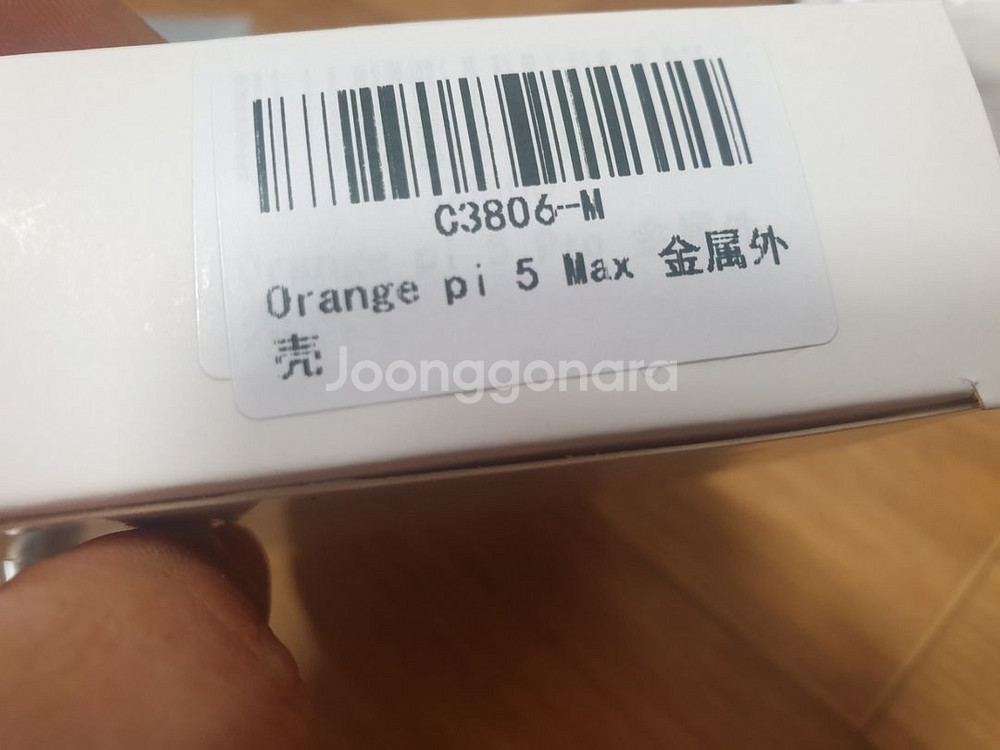 C3806-M
Orange pi 5 Max 金属外
壳
Joonggonara